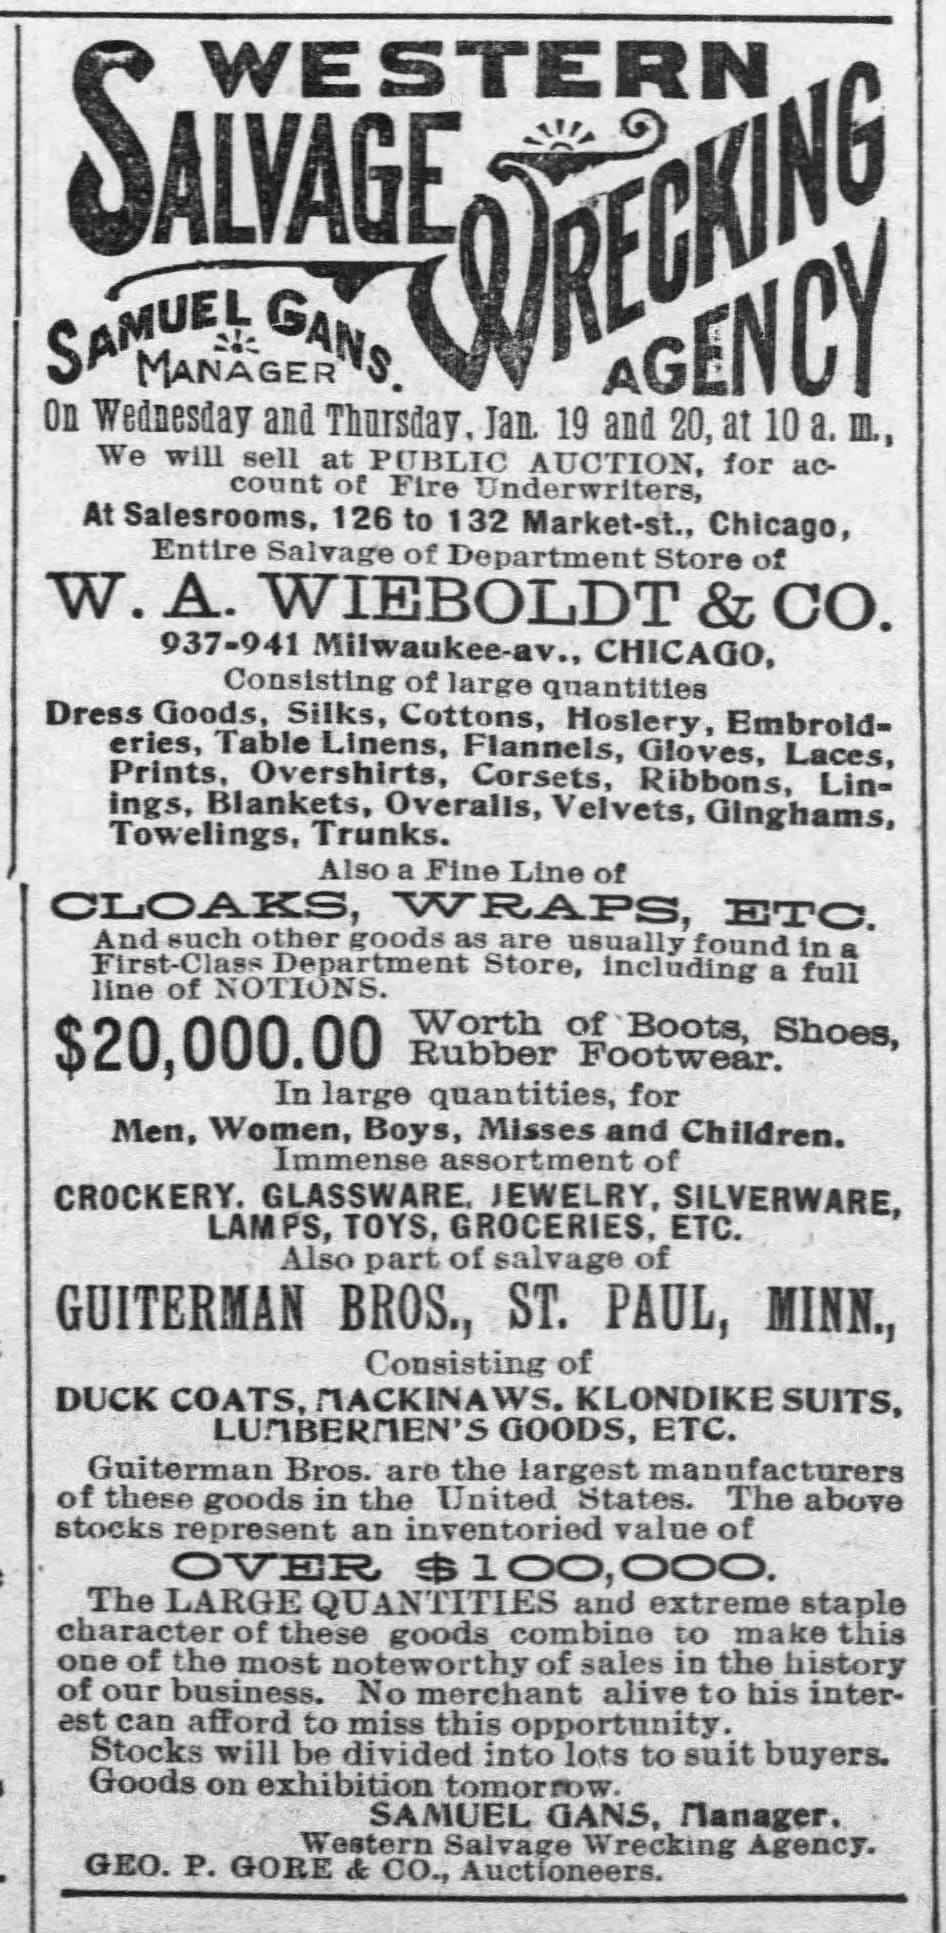 WESTERN
SALVAGE
WRECKING
AGENCY
SAMUEL GANS.
MANAGER
On Wednesday and Thursday, Jan. 19 and 20, at 10 a. m.,
We will sell at PUBLIC AUCTION, for ac-
count of Fire Underwriters,
At Salesrooms, 126 to 132 Market-st., Chicago,
Entire Salvage of Department Store of
W. A. WIEBOLDT & CO.
937-941 Milwaukee-av., CHICAGO,
Consisting of large quantities
Dress Goods, Silks, Cottons, Hosiery, Embroid-
eries, Table Linens, Flannels, Gloves, Laces,
Prints, Overshirts, Corsets, Ribbons, Lin-
ings, Blankets, Overalls, Velvets, Ginghams,
Towelings, Trunks.
Also a Fine Line of
CLOAKS, WRAPS, ETC.
And such other goods as are usually found in a
First-Class Department Store, including a full
line of NOTIONS.
$20,000.00 Worth of Boots, Shoes,
Rubber Footwear.
In large quantities, for
Men, Women, Boys, Misses and Children.
Immense assortment of
CROCKERY, GLASSWARE, JEWELRY, SILVERWARE,
LAMPS, TOYS, GROCERIES, ETC.
Also part of salvage of
GUITERMAN BROS., ST. PAUL, MINN.,
Consisting of
DUCK COATS, MACKINAWS, KLONDIKE SUITS,
LUMBERMEN'S GOODS, ETC.
Guiterman Bros. are the largest manufacturers
of these goods in the United States. The above
stocks represent an inventoried value of
OVER $100,000.
The LARGE QUANTITIES and extreme staple
character of these goods combine to make this
one of the most noteworthy of sales in the history
of our business. No merchant alive to his inter-
est can afford to miss this opportunity.
Stocks will be divided into lots to suit buyers.
Goods on exhibition tomorrow.
SAMUEL GANS, Manager.
Western Salvage Wrecking Agency.
GEO. P. GORE & CO., Auctioneers.